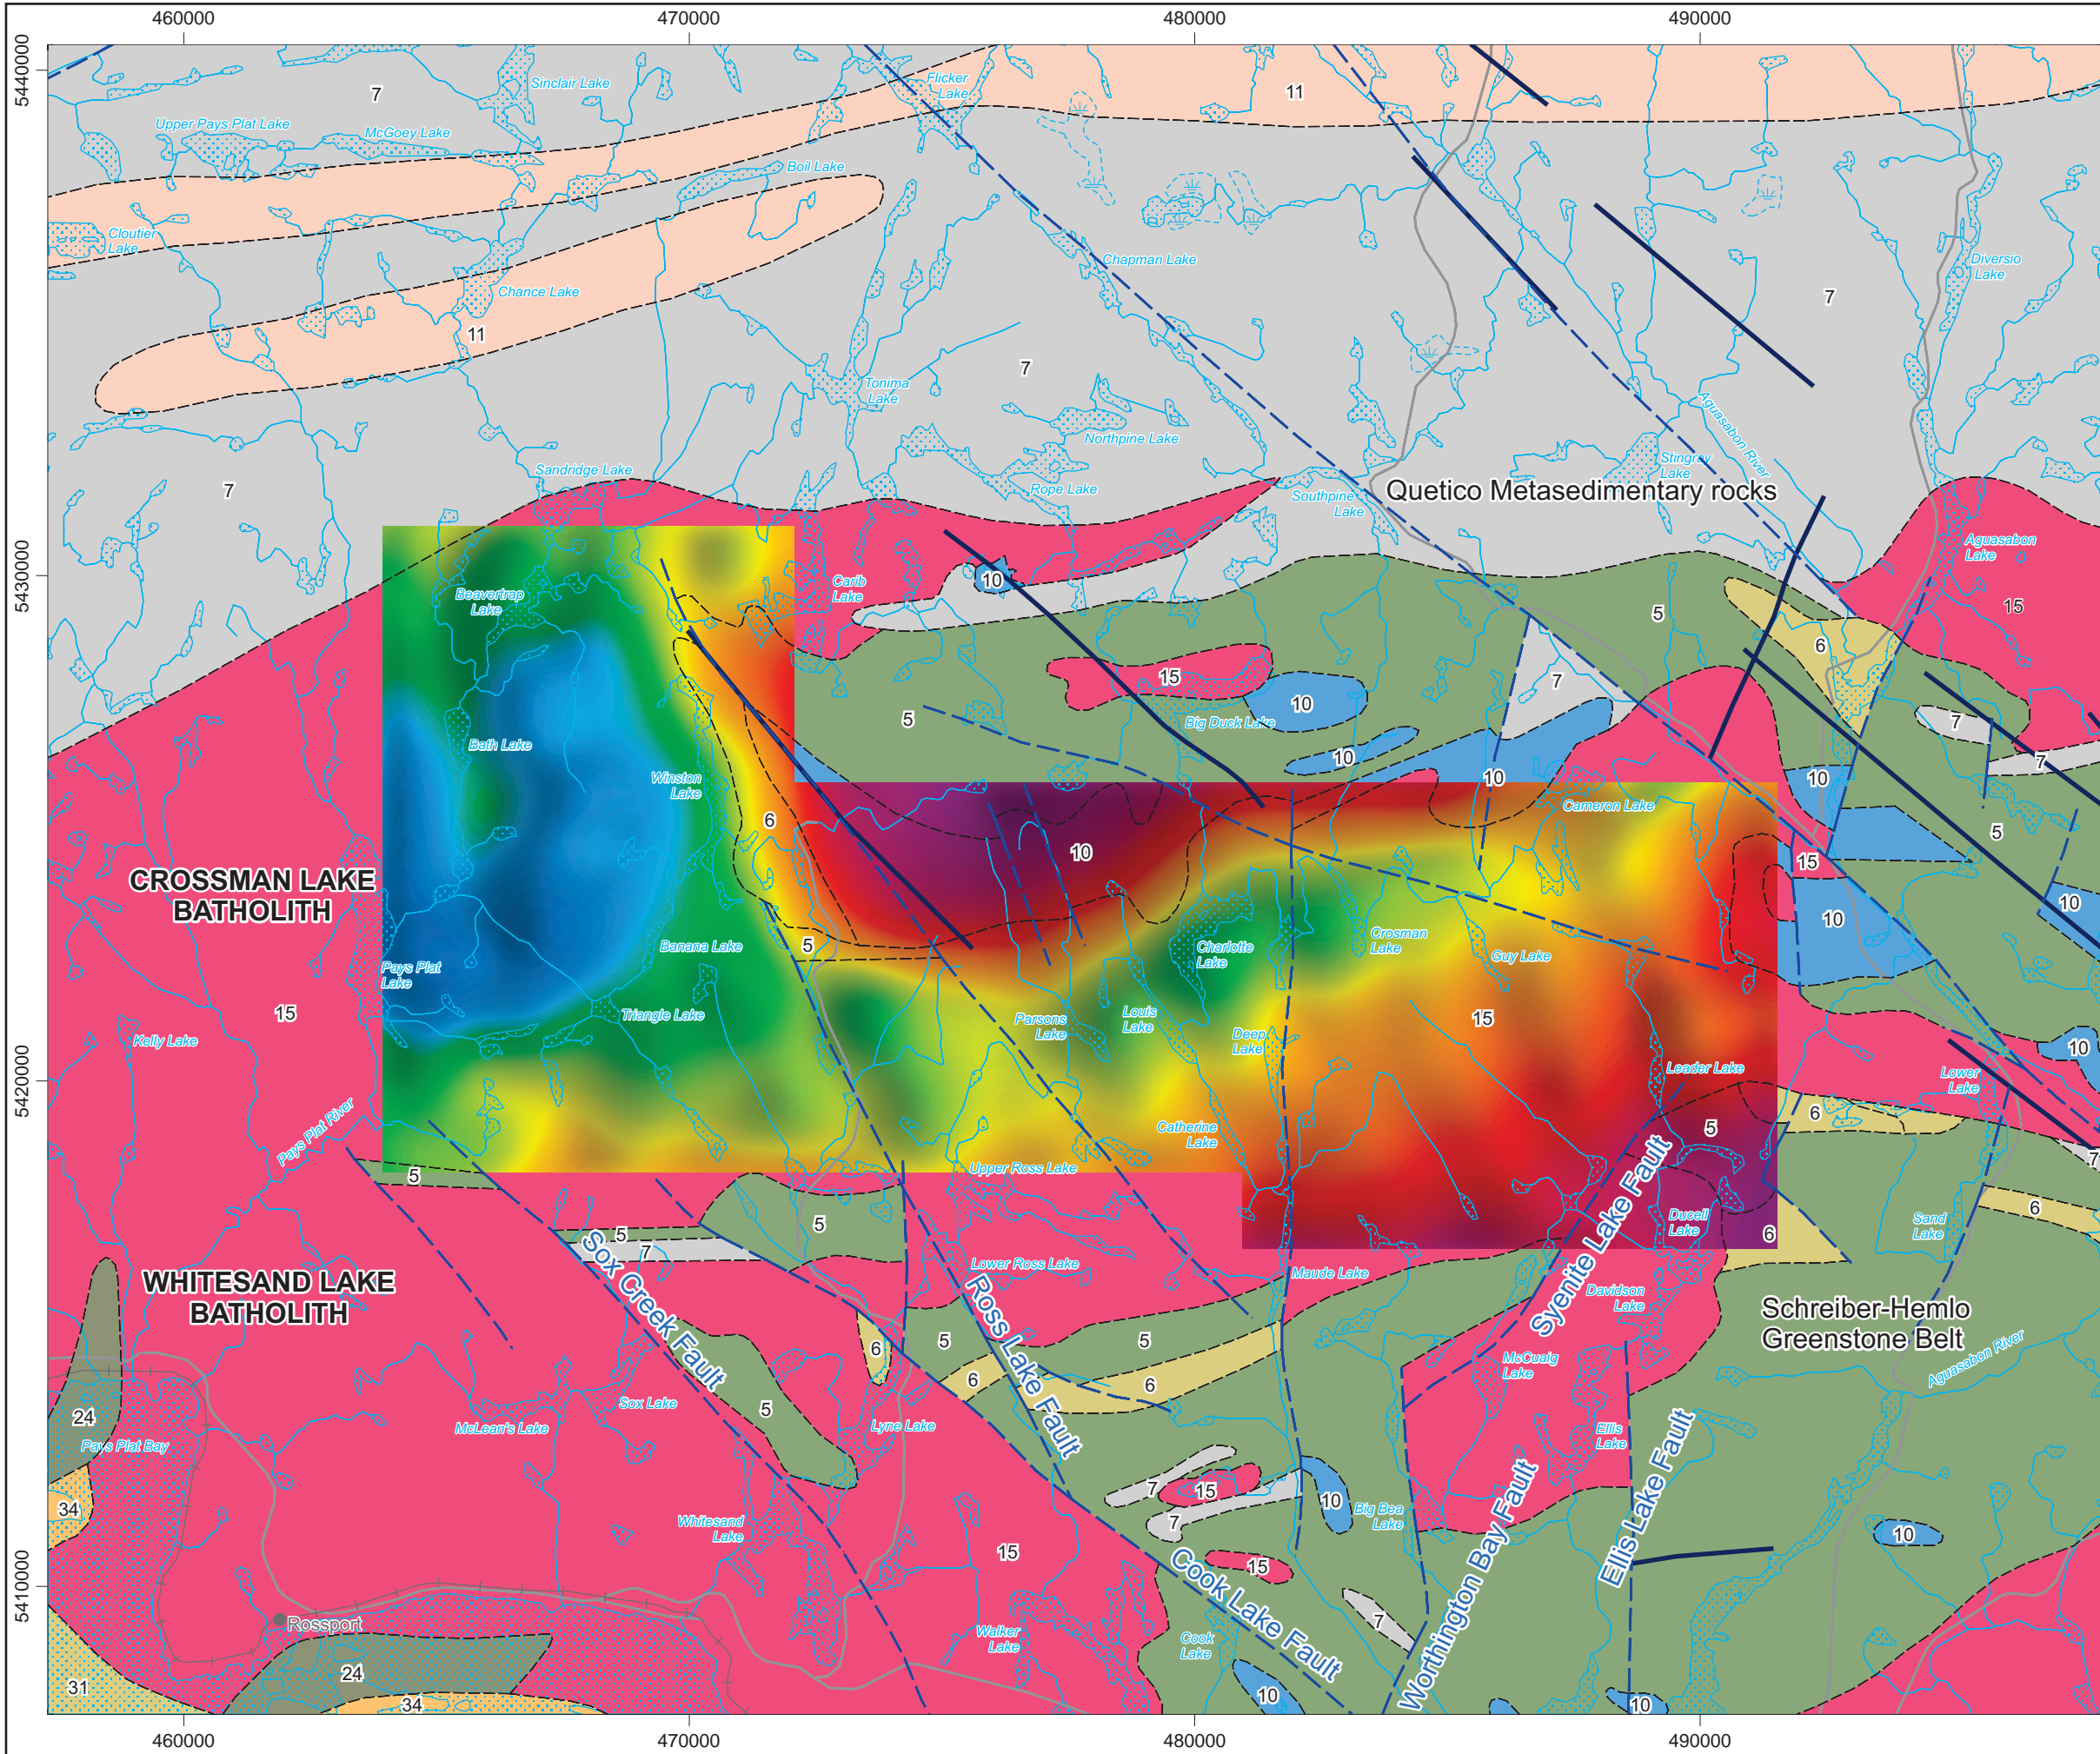 460000
470000
480000
490000
5440000
5430000
5420000
5410000
7
Sinclair Lake
Flicker
Lake
11
Upper Pays Plat Lake
McGoey Lake
Boil Lake
Cloutier
Lake
Chapman Lake
Diversio
Lake
Chance Lake
7
11
7
Tonima
Lake
Aguasabon River
Northpine Lake
Stingray
Lake
Sandridge Lake
7
Rope Lake
Southpine
Lake
Quetico Metasedimentary rocks
Aguasabon
Lake
10
Carib
Lake
Beavertrap
Lake
5
15
6
15
7
10
5
Big Duck Lake
7
Bath Lake
10
7
Winston
Lake
10
10
Cameron Lake
6
5
10
15
CROSSMAN LAKE
BATHOLITH
10
10
5
Banana Lake
Charlotte
Lake
Crosman
Lake
Guy Lake
Pays Plat
Lake
15
Triangle Lake
Parsons
Lake
Louis
Lake
15
Kelly Lake
Deep
Lake
10
Leader Lake
Lower
Lake
6
Pays Plat River
Catherine
Lake
5
7
Upper Ross Lake
5
Syenite Lake Fault
6
5
5
7
Ducell
Lake
6
Sand
Lake
Sox Creek Fault
Lower Ross Lake
Maude Lake
WHITESAND LAKE
BATHOLITH
Ross Lake Fault
Davidson
Lake
Schreiber-Hemlo
Greenstone Belt
6
5
5
McCuaig
Lake
Aguasabon River
6
6
24
Sox Lake
5
McLean's Lake
Lyne Lake
Ellis
Lake
Pays Plat Bay
7
15
10
34
Big Bea
Lake
Whitesand
Lake
7
Worthington Bay Fault
Ellis Lake Fault
10
15
15
Cook Lake Fault
Rossport
7
Walker
Lake
Cook
Lake
24
31
34
10
10
460000
470000
480000
490000